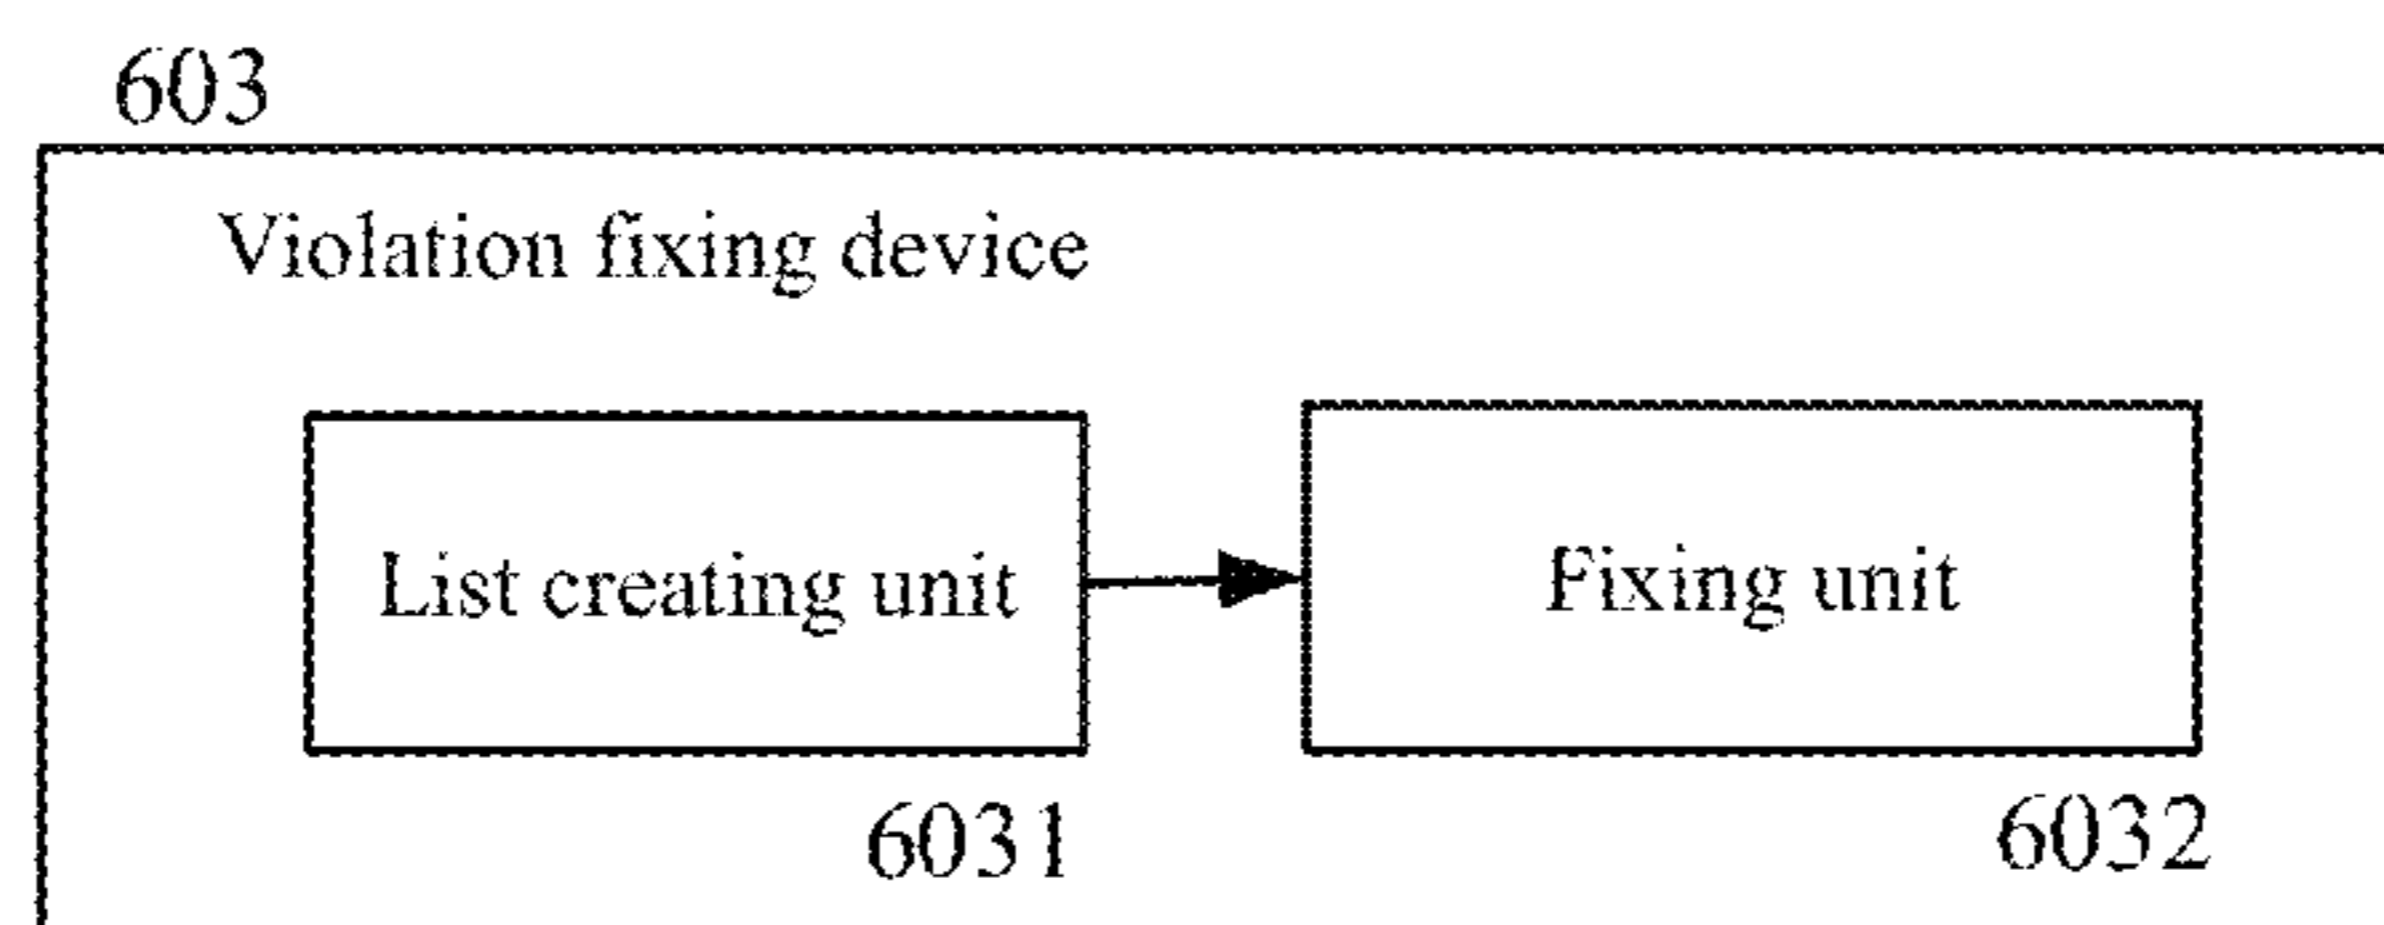 603
Violation fixing device
List creating unit
Fixing unit
6031
6032